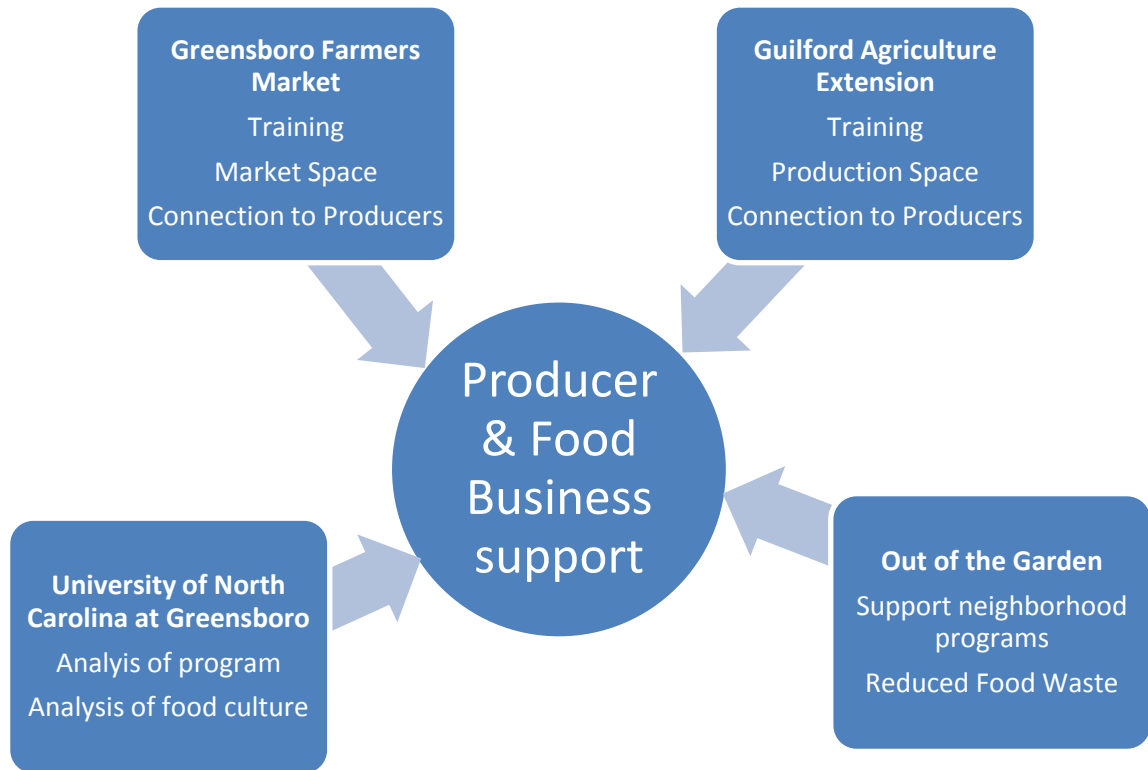 Greensboro Farmers
Market
Training
Market Space
Connection to Producers
Guilford Agriculture
Extension
Training
Production Space
Connection to Producers
Producer
& Food
Business
support
University of North
Carolina at Greensboro
Analyis of program
Analysis of food culture
Out of the Garden
Support neighborhood
programs
Reduced Food Waste